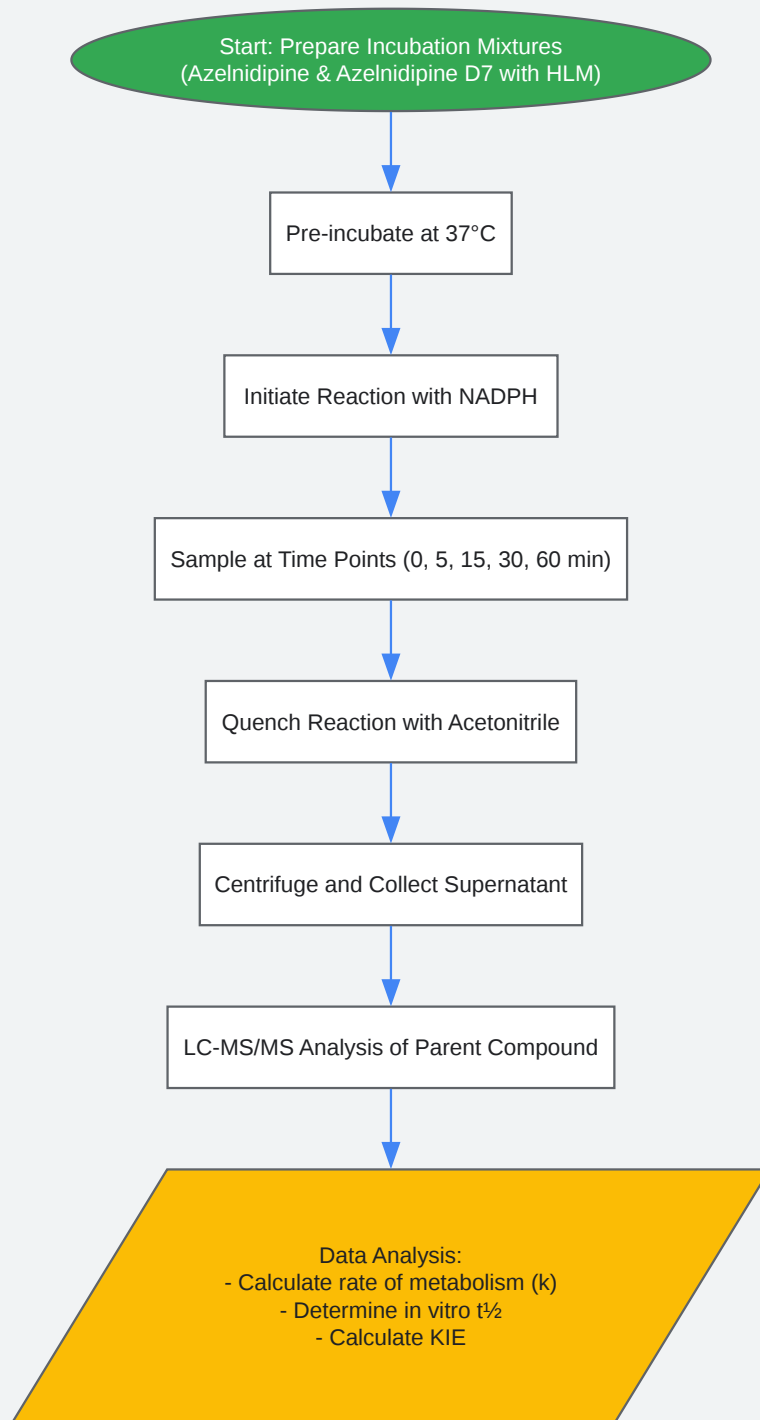 Start: Prepare Incubation Mixtures
(Azelnidipine & Azelnidipine D7 with HLM)
Pre-incubate at 37°C
Initiate Reaction with NADPH
Sample at Time Points (0, 5, 15, 30, 60 min)
Quench Reaction with Acetonitrile
Centrifuge and Collect Supernatant
LC-MS/MS Analysis of Parent Compound
Data Analysis:
- Calculate rate of metabolism (k)
- Determine in vitro t½
- Calculate KIE